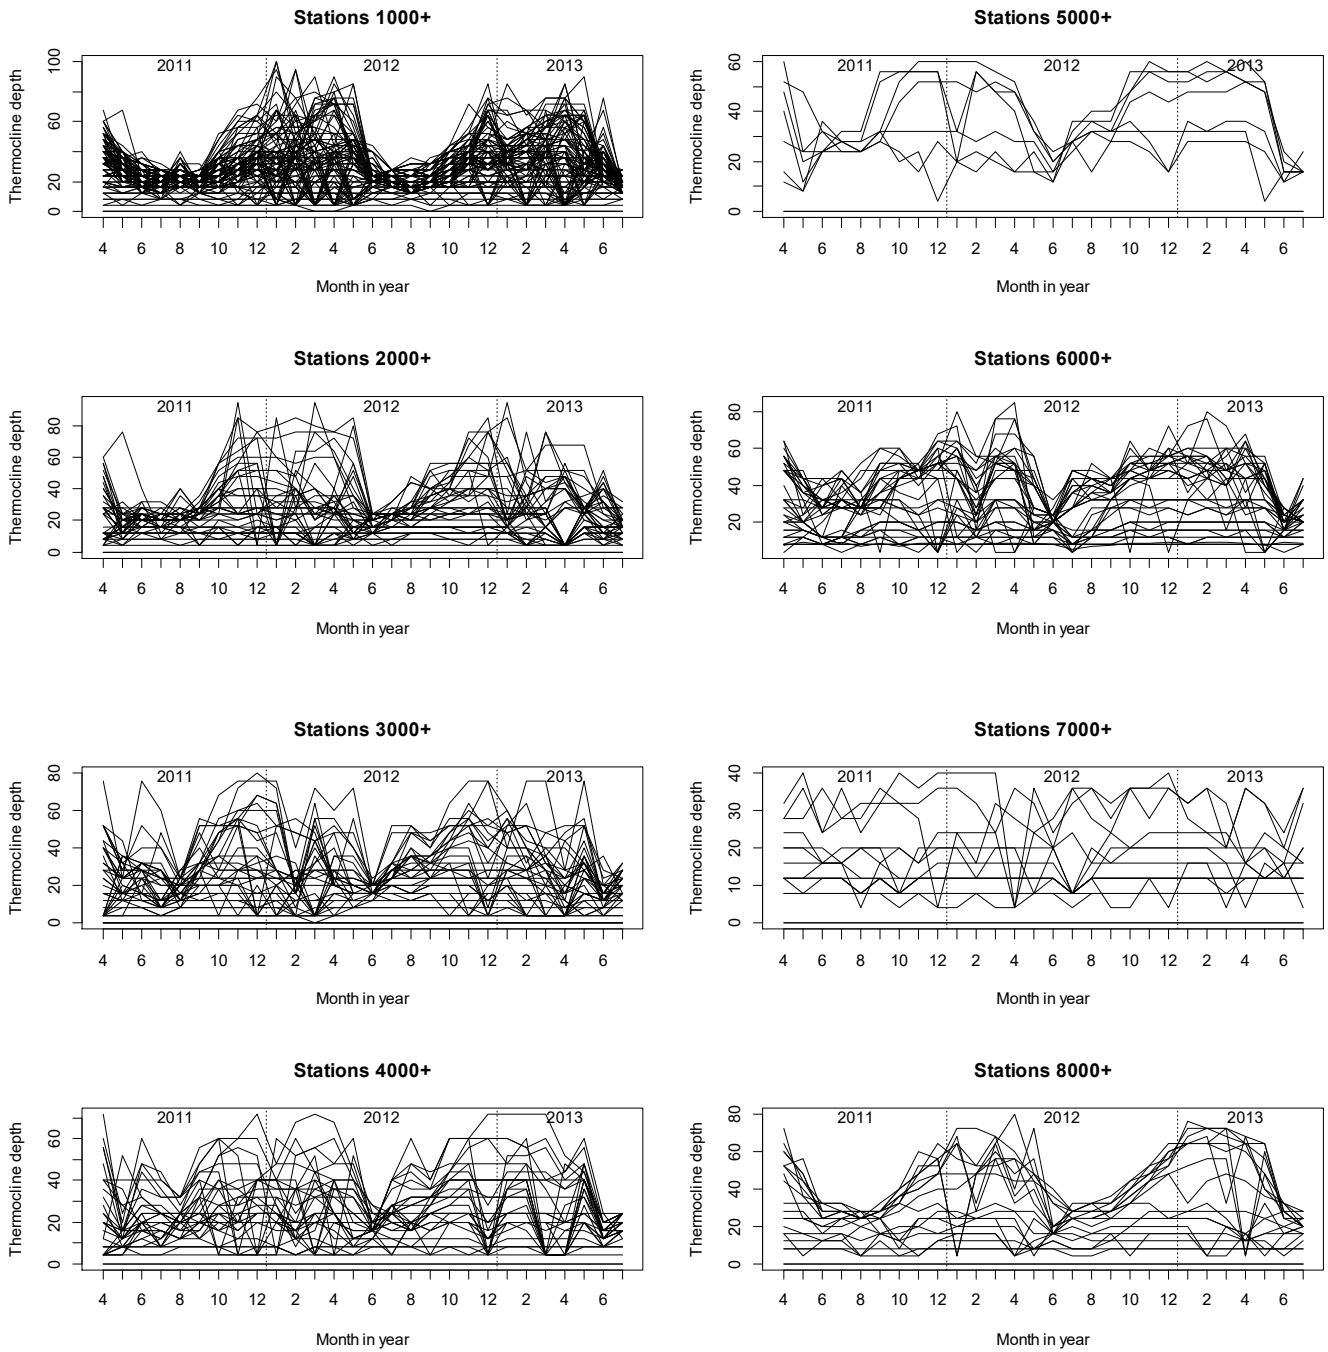 Stations 1000+
Thermocline depth
0 20 60 100
2011 2012 2013
4 6 8 10 12 2 4 6 8 10 12 2 4 6
Month in year
Stations 5000+
Thermocline depth
0 20 40 60
2011 2012 2013
4 6 8 10 12 2 4 6 8 10 12 2 4 6
Month in year
Stations 2000+
Thermocline depth
0 20 40 60 80
2011 2012 2013
4 6 8 10 12 2 4 6 8 10 12 2 4 6
Month in year
Stations 6000+
Thermocline depth
20 40 60 80
2011 2012 2013
4 6 8 10 12 2 4 6 8 10 12 2 4 6
Month in year
Stations 3000+
Thermocline depth
0 20 40 60 80
2011 2012 2013
4 6 8 10 12 2 4 6 8 10 12 2 4 6
Month in year
Stations 7000+
Thermocline depth
0 10 20 30 40
2011 2012 2013
4 6 8 10 12 2 4 6 8 10 12 2 4 6
Month in year
Stations 4000+
Thermocline depth
0 20 40 60
2011 2012 2013
4 6 8 10 12 2 4 6 8 10 12 2 4 6
Month in year
Stations 8000+
Thermocline depth
0 20 40 60 80
2011 2012 2013
4 6 8 10 12 2 4 6 8 10 12 2 4 6
Month in year